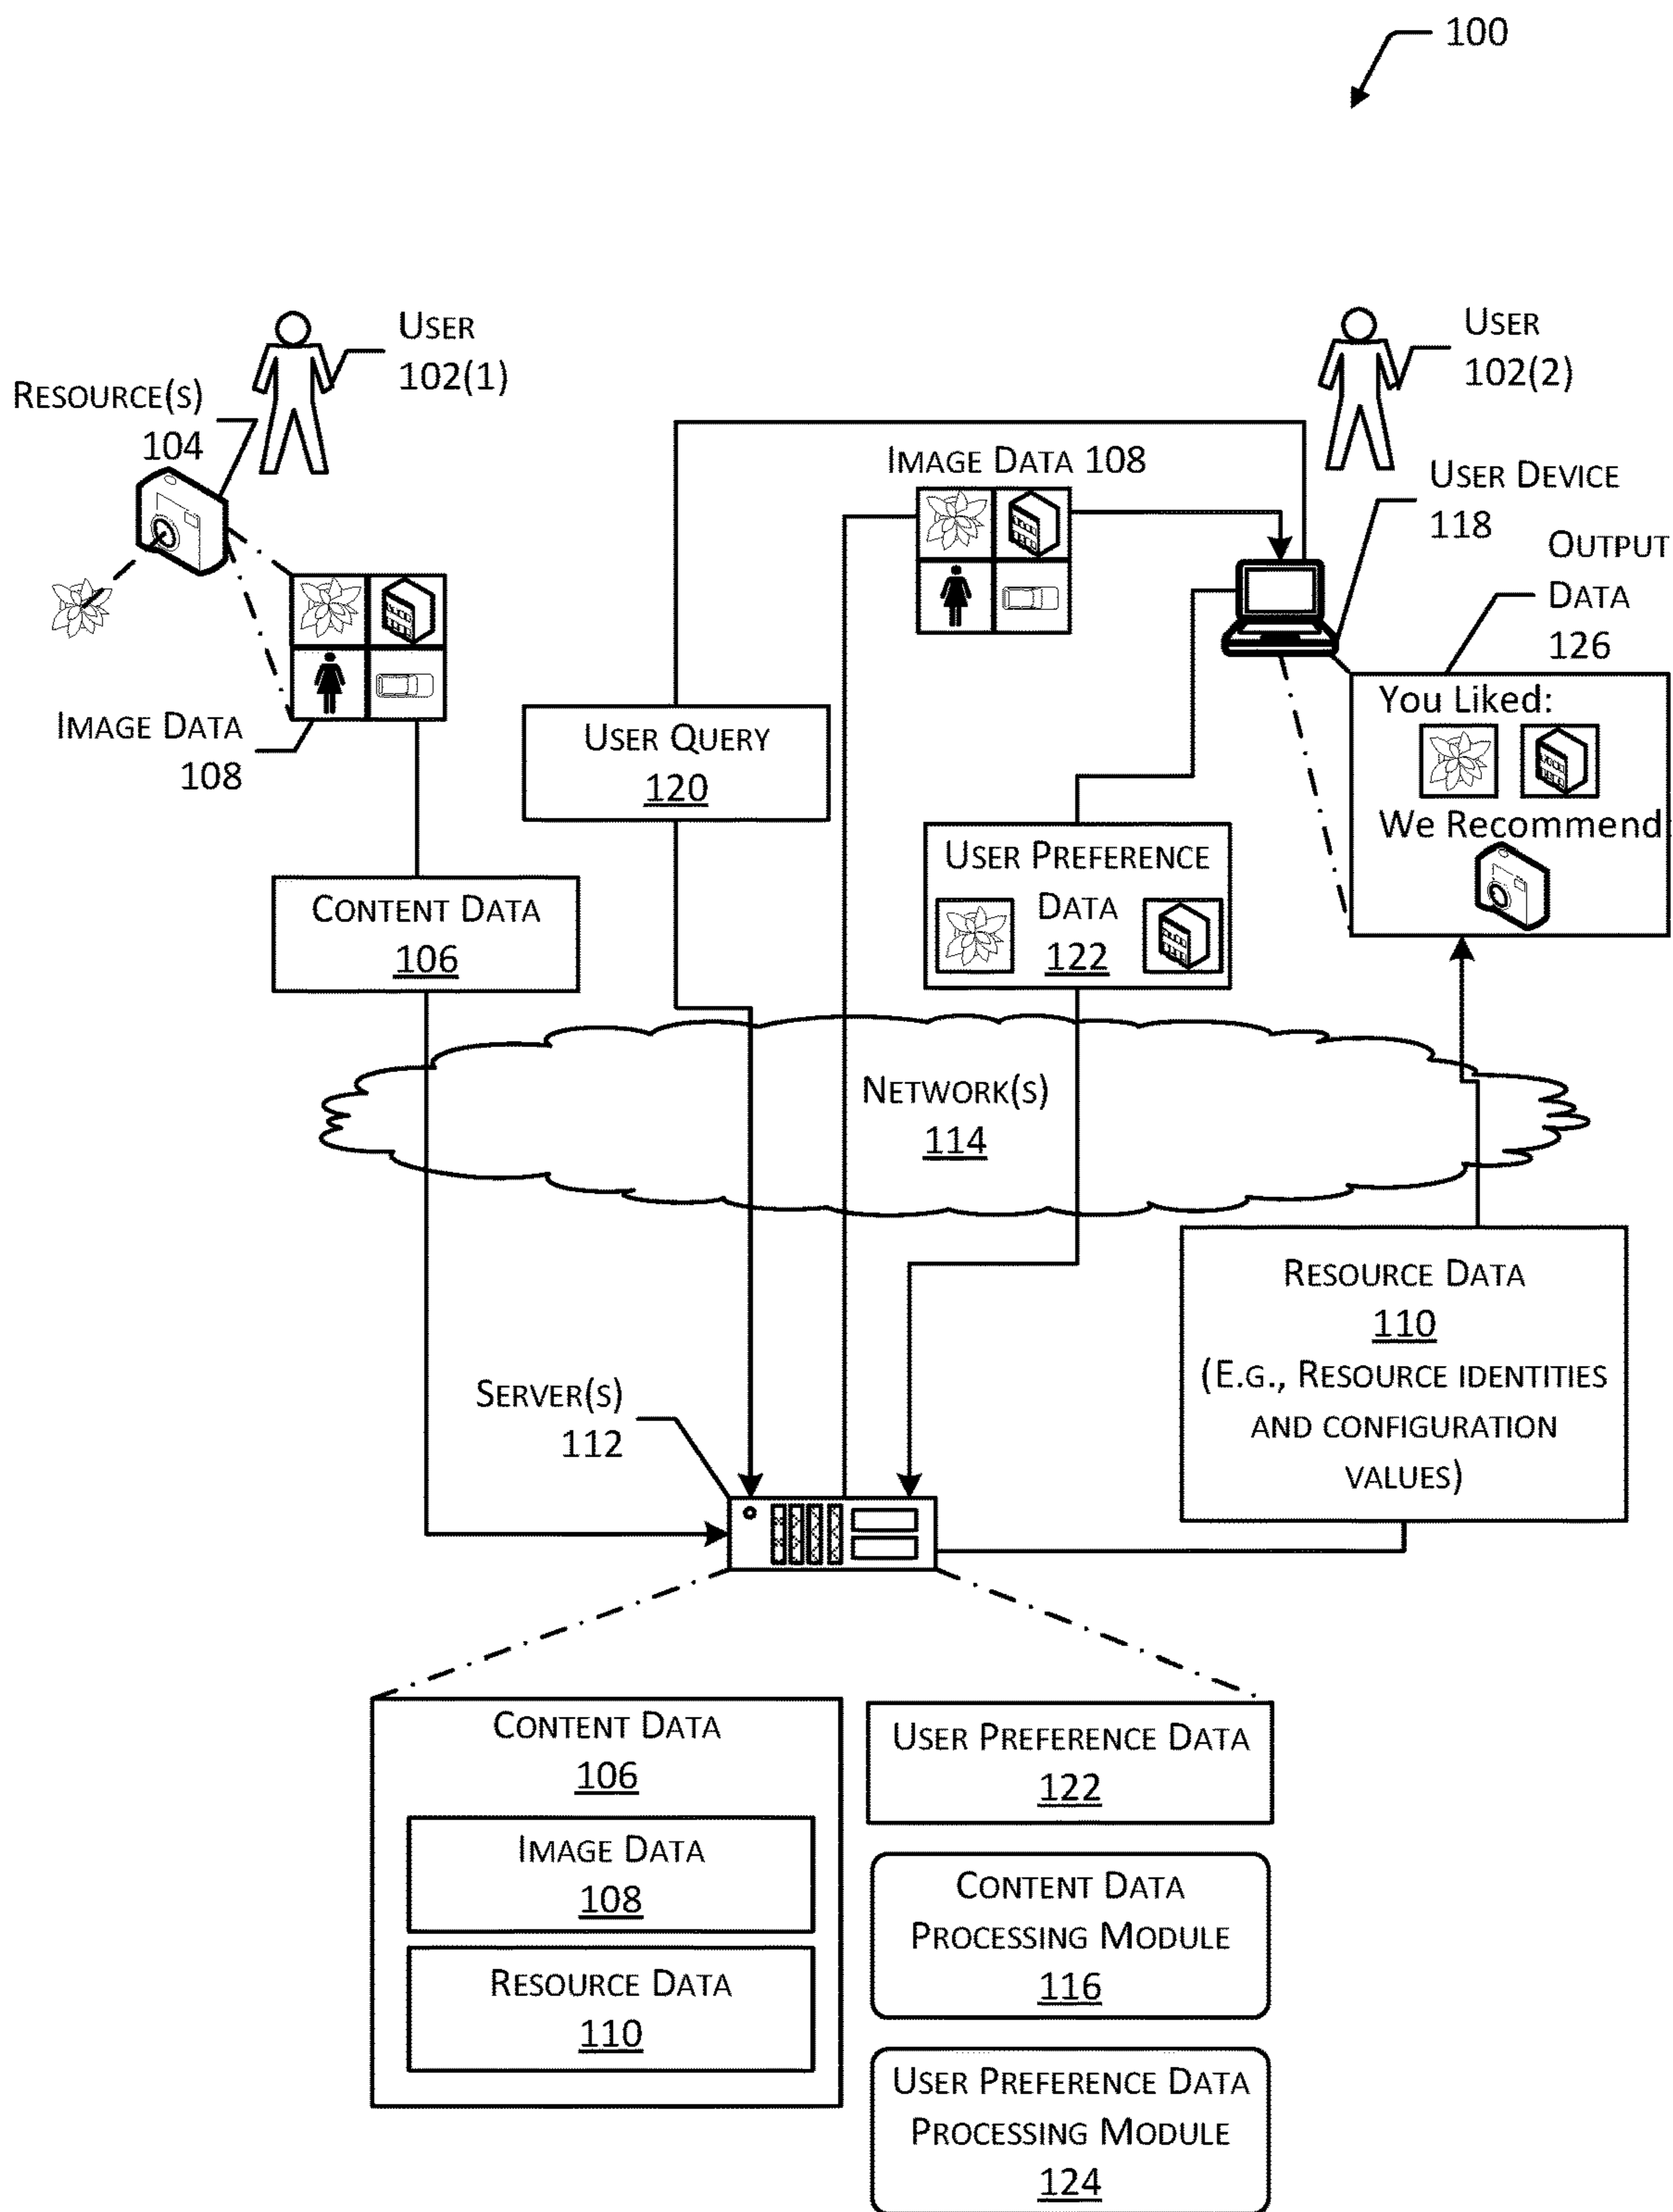 100
USER
102(1)
RESOURCE(S)
104
IMAGE DATA
108
CONTENT DATA
106
USER QUERY
120
IMAGE DATA 108
USER
102(2)
USER DEVICE
118
OUTPUT
DATA
126
You Liked:
We Recommend
USER PREFERENCE
DATA
122
NETWORK(S)
114
SERVER(S)
112
RESOURCE DATA
110
(E.G., RESOURCE IDENTITIES
AND CONFIGURATION
VALUES)
CONTENT DATA
106
IMAGE DATA
108
RESOURCE DATA
110
USER PREFERENCE DATA
122
CONTENT DATA
PROCESSING MODULE
116
USER PREFERENCE DATA
PROCESSING MODULE
124